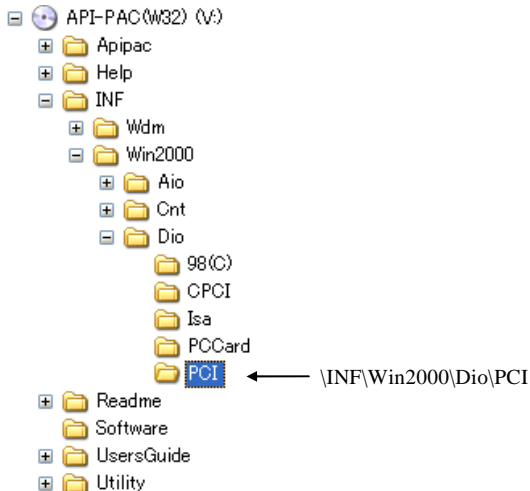 API-PAC(W32) (V:)
Apipac
Help
INF
Wdm
Win2000
Aio
Cnt
Dio
98(C)
CPCI
Isa
PCCard
PCI
\INF\Win2000\Dio\PCI
Readme
Software
UsersGuide
Utility